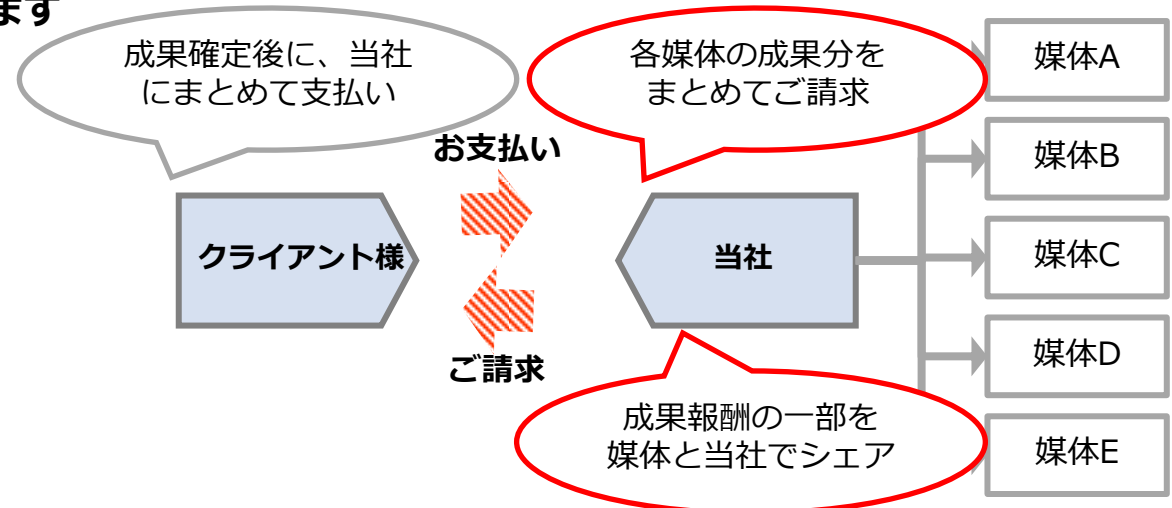 ます
成果確定後に、当社
にまとめて支払い
各媒体の成果分を
まとめてご請求
媒体A
媒体B
お支払い
クライアント様
当社
媒体C
ご請求
媒体D
成果報酬の一部を
媒体と当社でシェア
媒体E